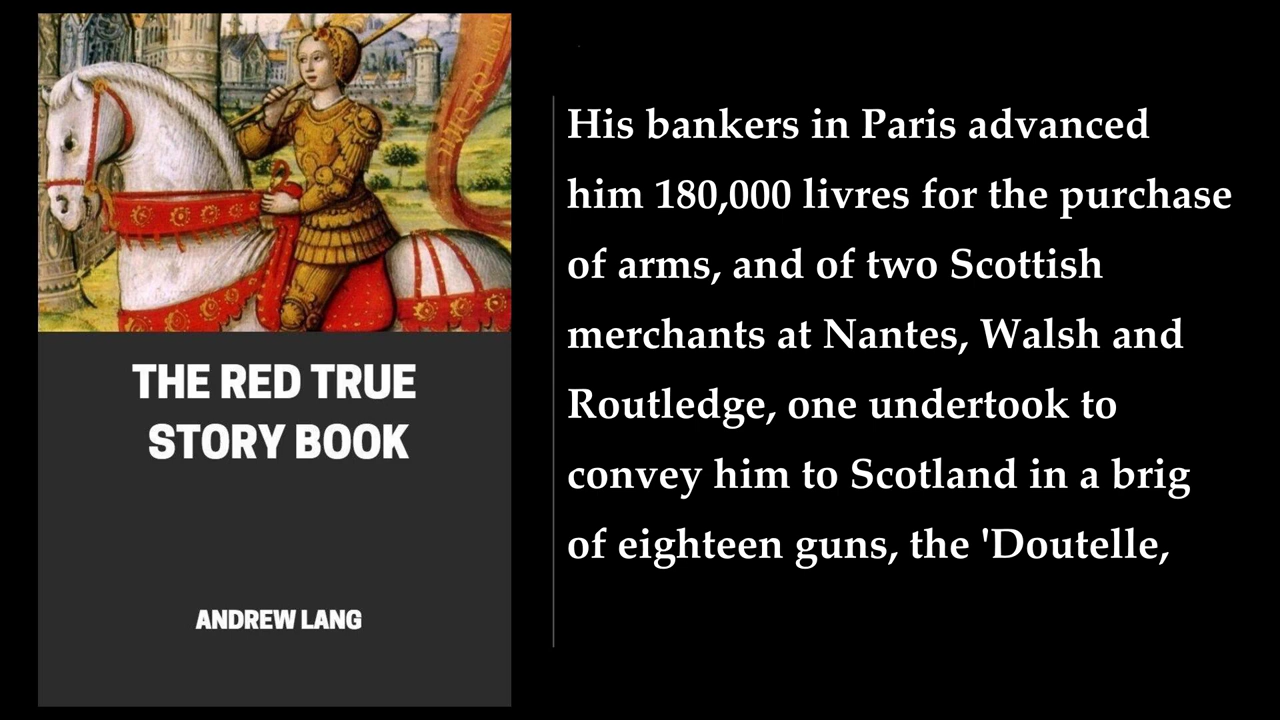 THE RED TRUE
STORY BOOK
ANDREW LANG
His bankers in Paris advanced
him 180,000 livres for the purchase
of arms, and of two Scottish
merchants at Nantes, Walsh and
Routledge, one undertook to
convey him to Scotland in a brig
of eighteen guns, the 'Doutelle,